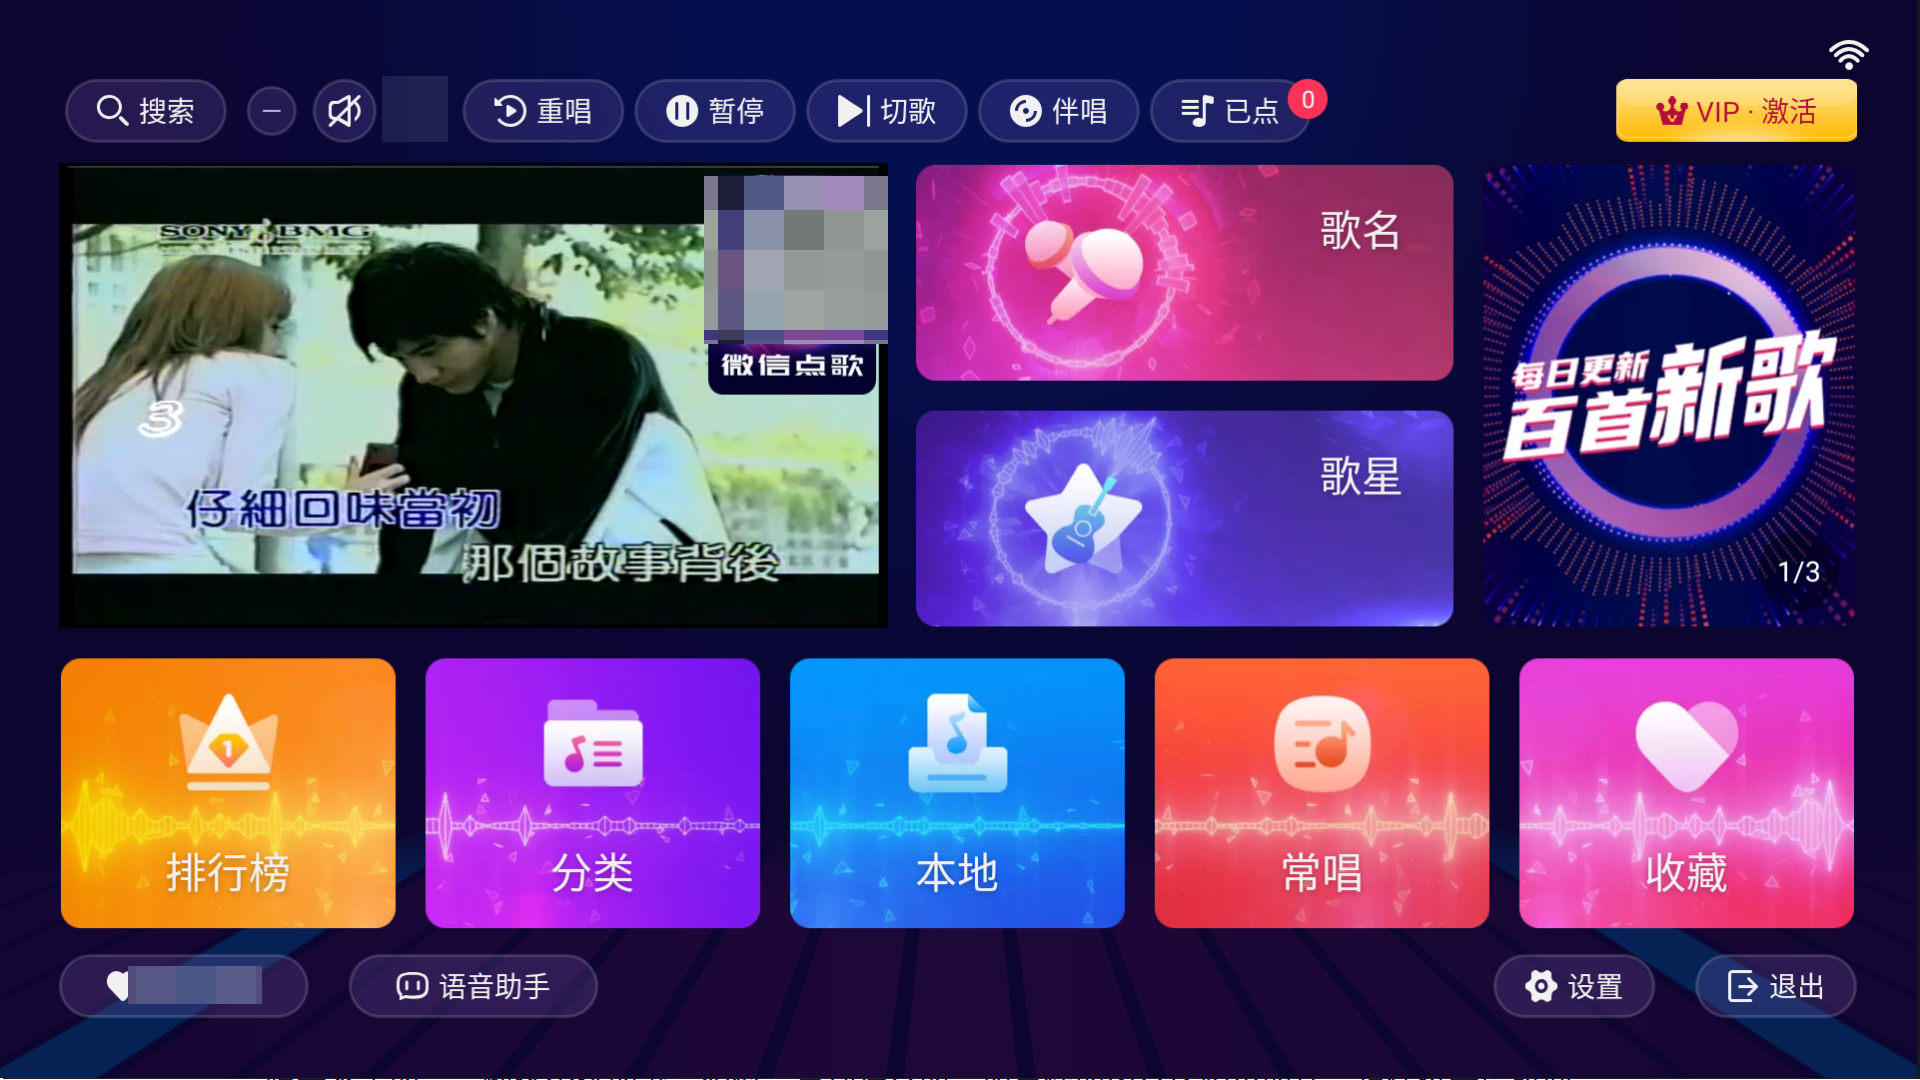 搜索
重唱
暂停
切歌
伴唱
已点
0
VIP · 激活
SONY BMG
微信点歌
3
仔細回味當初
那個故事背後
歌名
歌星
每日更新
百首新歌
1/3
1
排行榜
分类
本地
常唱
收藏
语音助手
设置
退出